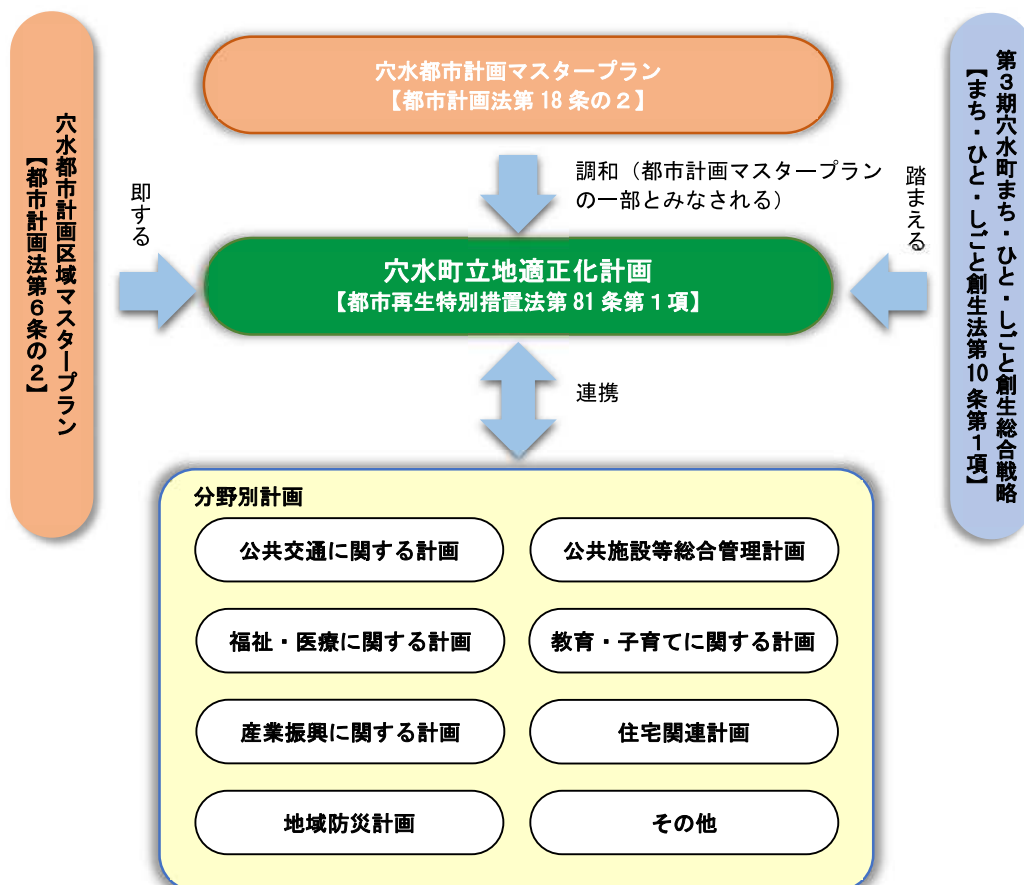 穴水都市計画マスタープラン
【都市計画法第18条の2】
穴水都市計画区域マスタープラン
【都市計画法第6条の2】
第3期穴水町まち・ひと・しごと創生総合戦略
【まち・ひと・しごと創生法第10条第1項】
調和（都市計画マスタープラン
の一部とみなされる）
即する
踏まえる
穴水町立地適正化計画
【都市再生特別措置法第81条第1項】
連携
分野別計画
公共交通に関する計画
公共施設等総合管理計画
福祉・医療に関する計画
教育・子育てに関する計画
産業振興に関する計画
住宅関連計画
地域防災計画
その他